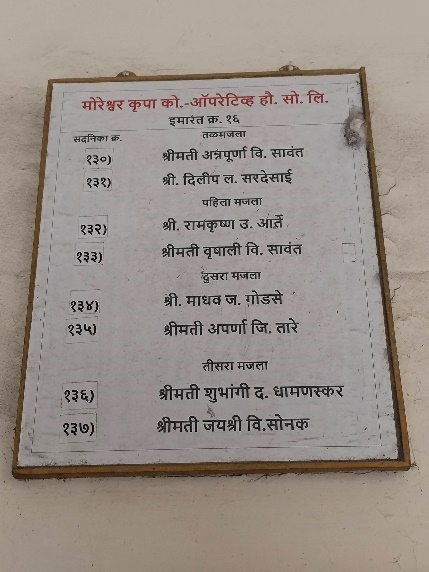 मोरेश्वर कृपा को.-ऑपरेटिव्ह हौ. सो. लि.
इमारत क्र. १६
सदनिका क्र. तळमजला
१३०) श्रीमती अन्नपूर्णा वि. सावंत
१३१) श्री. दिलीप ल. सरदेसाई
पहिला मजला
१३२) श्री. रामकृष्ण उ. आर्ते
१३३) श्रीमती वृषाली वि. सावंत
दुसरा मजला
१३४) श्री. माधव ज. गोडसे
१३५) श्रीमती अपर्णा जि. तारे
तीसरा मजला
१३६) श्रीमती शुभांगी द. धामणस्कर
१३७) श्रीमती जयश्री वि.सोनक